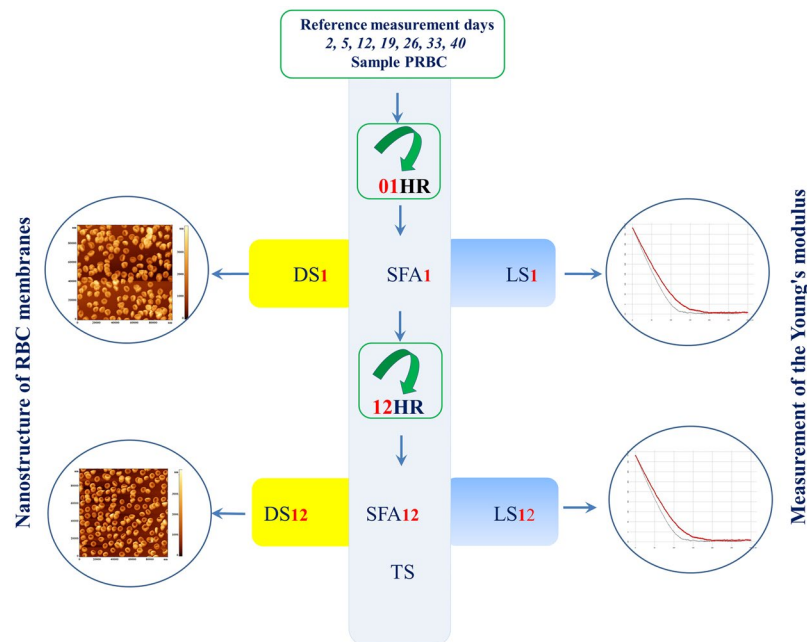 Reference measurement days
2, 5, 12, 19, 26, 33, 40
Sample PRBC
01HR
DS1
SFA1
LS1
12HR
DS12
SFA12
LS12
TS
Nanostructure of RBC membranes
Measurement of the Young's modulus